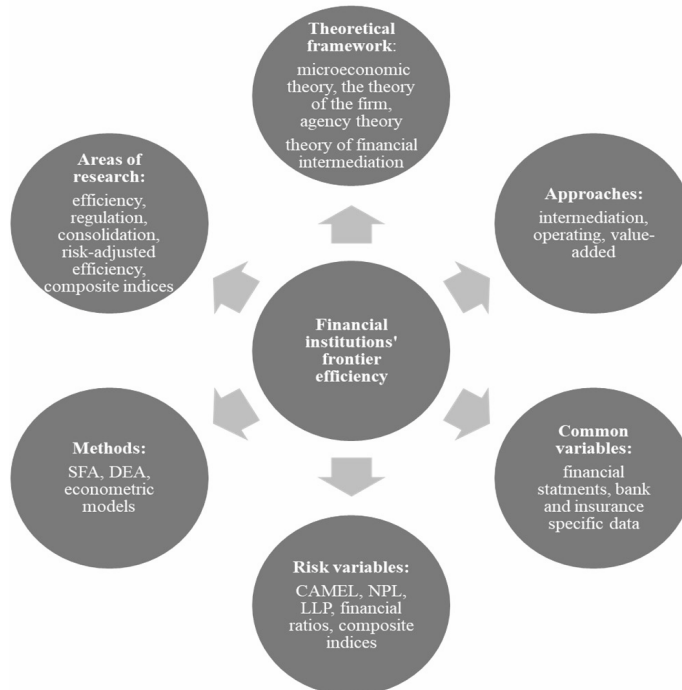 Theoretical
framework:
microeconomic
theory, the theory
of the firm,
agency theory
theory of financial
intermediation
Areas of
research:
efficiency,
regulation,
consolidation,
risk-adjusted
efficiency,
composite indices
Approaches:
intermediation,
operating, value-
added
Financial
institutions'
frontier
efficiency
Methods:
SFA, DEA,
econometric
models
Common
variables:
financial
statments, bank
and insurance
specific data
Risk variables:
CAMEL, NPL,
LLP, financial
ratios, composite
indices